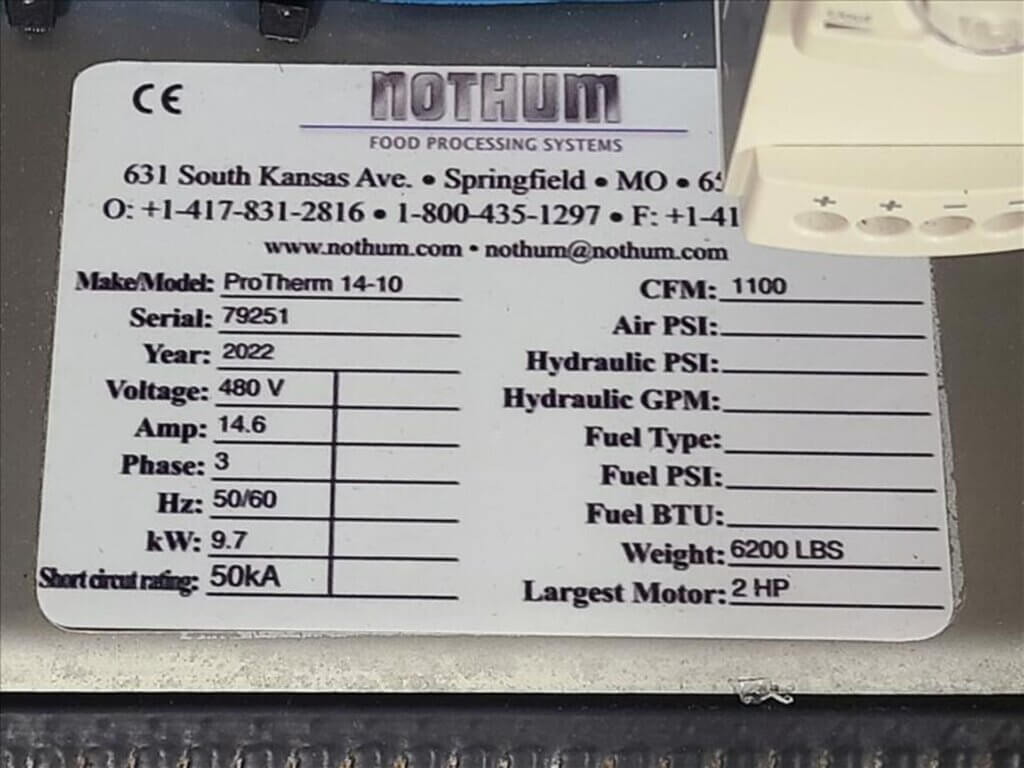 CE NOTHUM
FOOD PROCESSING SYSTEMS
631 South Kansas Ave. • Springfield • MO •
O: +1-417-831-2816 • 1-800-435-1297 • F: +1-41
www.nothum.com • nothum@nothum.com
Make/Model: ProTherm 14-10
Serial: 79251
Year: 2022
Voltage: 480 V
Amp: 14.6
Phase: 3
Hz: 50/60
kW: 9.7
Short circuit rating: 50kA
CFM: 1100
Air PSI:
Hydraulic PSI:
Hydraulic GPM:
Fuel Type:
Fuel PSI:
Fuel BTU:
Weight: 6200 LBS
Largest Motor: 2 HP
+ + − −